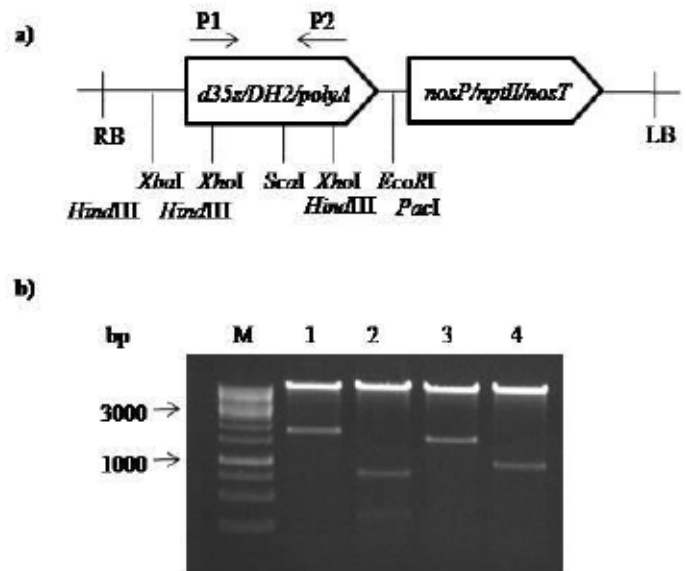 a)
P1 P2
d35s/DH2/polyA nosP/nptII/nosT
RB LB
XbaI XhoI ScaI XhoI EcoRI
HindIII HindIII HindIII PacI
b)
bp M 1 2 3 4
3000
1000